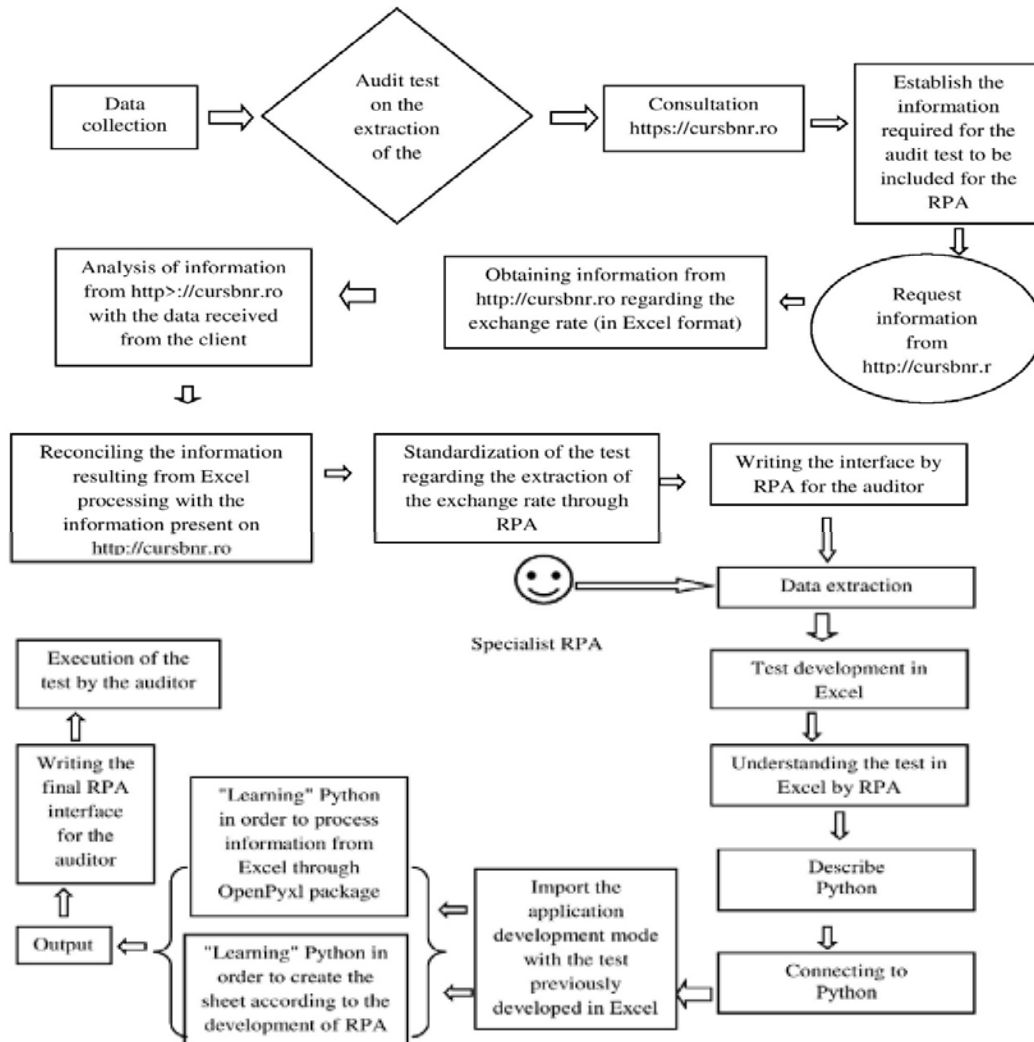 Data
collection
Audit test
on the
extraction
of the
Consultation
https://cursbnr.ro
Establish the
information
required for the
audit test to be
included for the
RPA
Request
information
from
http://cursbnr.r
Obtaining information from
http://cursbnr.ro regarding the
exchange rate (in Excel format)
Analysis of information
from http>://cursbnr.ro
with the data received
from the client
Reconciling the information
resulting from Excel
processing with the
information present on
http://cursbnr.ro
Standardization of the test
regarding the extraction of
the exchange rate through
RPA
Writing the interface by
RPA for the auditor
Specialist RPA
Data extraction
Test development in
Excel
Understanding the test in
Excel by RPA
Describe
Python
Connecting to
Python
Import the
application
development mode
with the test
previously
developed in Excel
"Learning" Python
in order to process
information from
Excel through
OpenPyxl package
"Learning" Python in
order to create the
sheet according to the
development of RPA
Output
Writing the
final RPA
interface
for the
auditor
Execution of the
test by the auditor